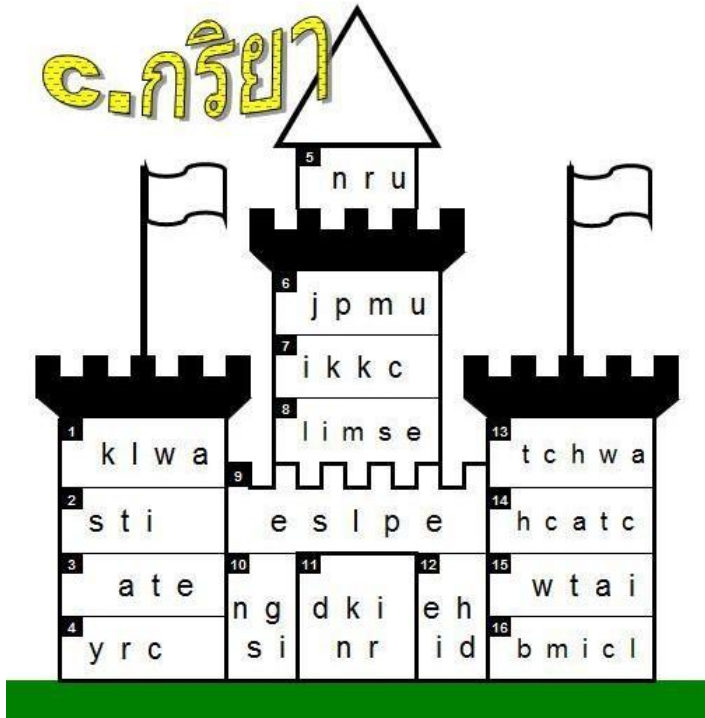 c.กริยา
5
n r u
6
j p m u
7
i k k c
8
l i m s e
1
k l w a
2
s t i
3
a t e
4
y r c
9
e s l p e
10
n g
s i
11
d k i
n r
12
e h
i d
13
t c h w a
14
h c a t c
15
w t a i
16
b m i c l